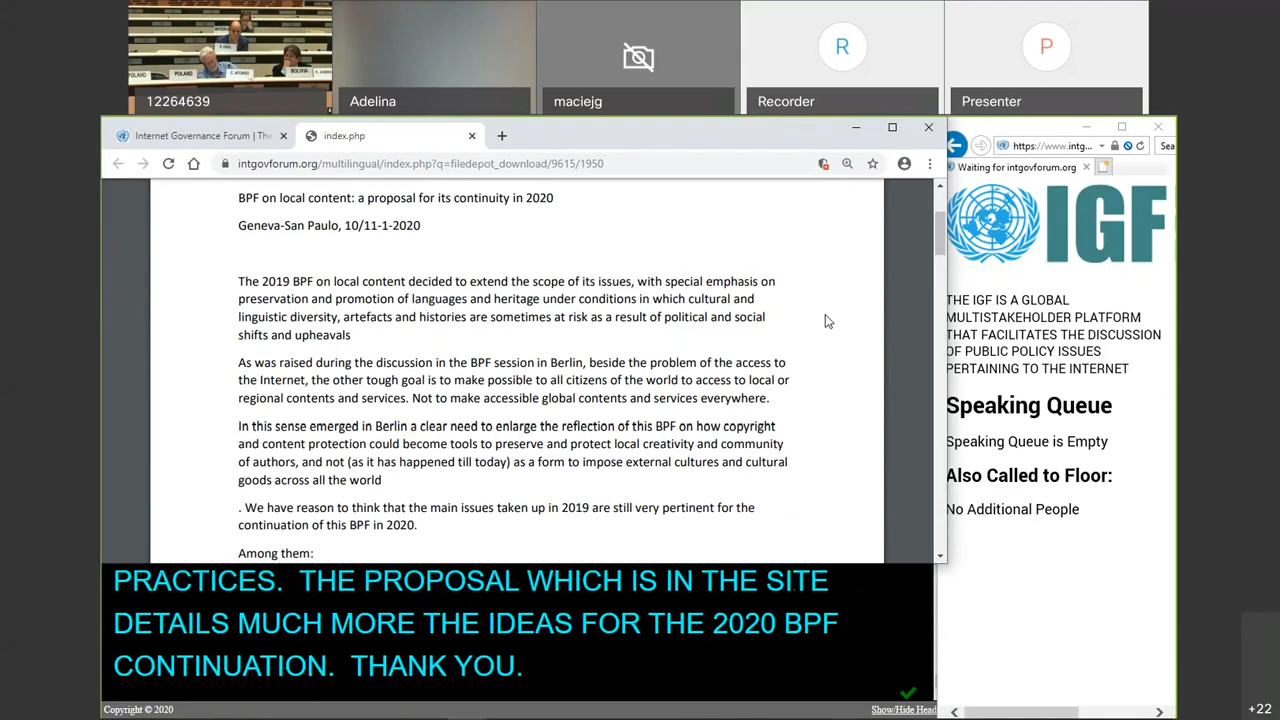 POLAND
POLAND
C. AFONSO
BOLIVIA
12264639
Adelina
maciejg
R
Recorder
P
Presenter
Internet Governance Forum | The
index.php
intgovforum.org/multilingual/index.php?q=filedepot_download/9615/1950
BPF on local content: a proposal for its continuity in 2020
Geneva-San Paulo, 10/11-1-2020
The 2019 BPF on local content decided to extend the scope of its issues, with special emphasis on
preservation and promotion of languages and heritage under conditions in which cultural and
linguistic diversity, artefacts and histories are sometimes at risk as a result of political and social
shifts and upheavals
As was raised during the discussion in the BPF session in Berlin, beside the problem of the access to
the Internet, the other tough goal is to make possible to all citizens of the world to access to local or
regional contents and services. Not to make accessible global contents and services everywhere.
In this sense emerged in Berlin a clear need to enlarge the reflection of this BPF on how copyright
and content protection could become tools to preserve and protect local creativity and community
of authors, and not (as it has happened till today) as a form to impose external cultures and cultural
goods across all the world
. We have reason to think that the main issues taken up in 2019 are still very pertinent for the
continuation of this BPF in 2020.
Among them:
https://www.intg...
Sea
Waiting for intgovforum.org
IGF
THE IGF IS A GLOBAL
MULTISTAKEHOLDER PLATFORM
THAT FACILITATES THE DISCUSSION
OF PUBLIC POLICY ISSUES
PERTAINING TO THE INTERNET
Speaking Queue
Speaking Queue is Empty
Also Called to Floor:
No Additional People
PRACTICES.  THE PROPOSAL WHICH IS IN THE SITE
DETAILS MUCH MORE THE IDEAS FOR THE 2020 BPF
CONTINUATION.  THANK YOU.
Copyright © 2020
Show/Hide Head
+22